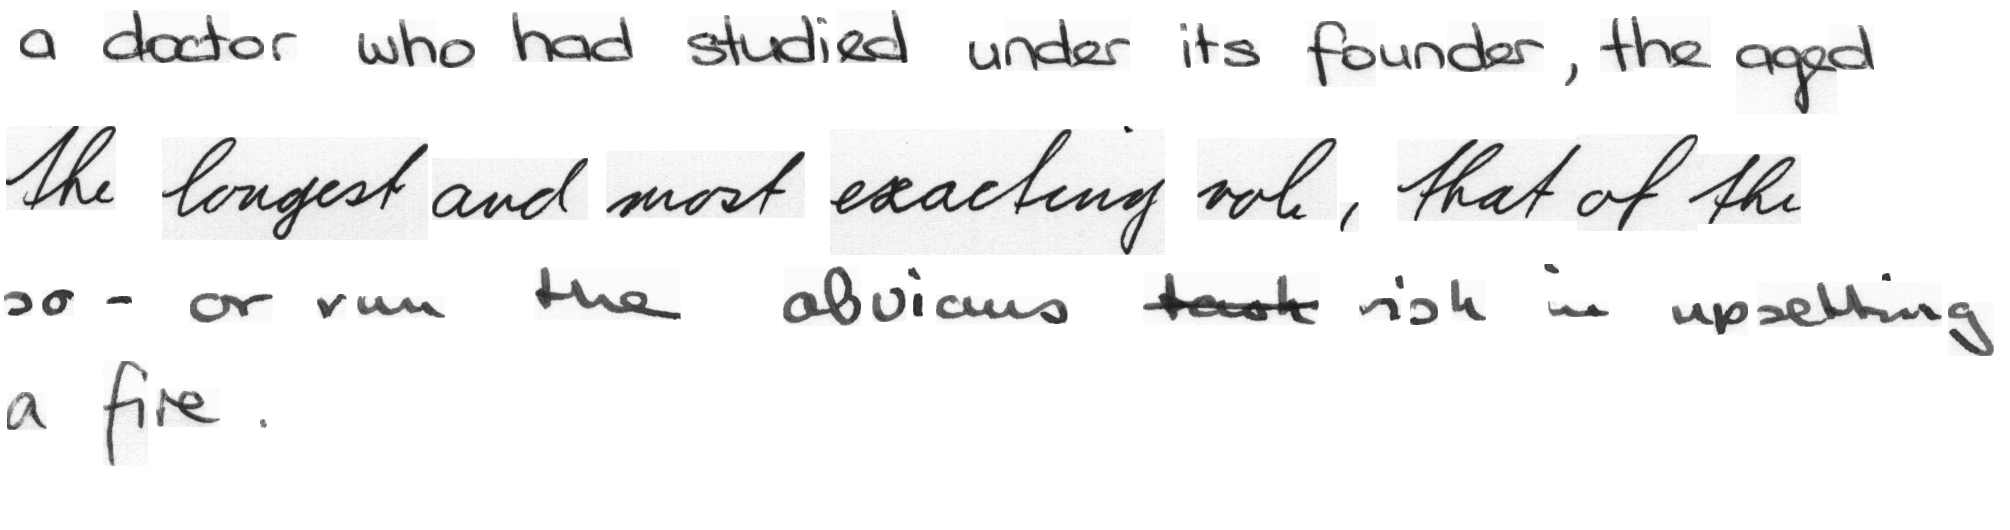 a doctor who had studied under its founder, the aged
the longest and most exacting role, that of the
so - or run the obvious task risk in upsetting
a fire.